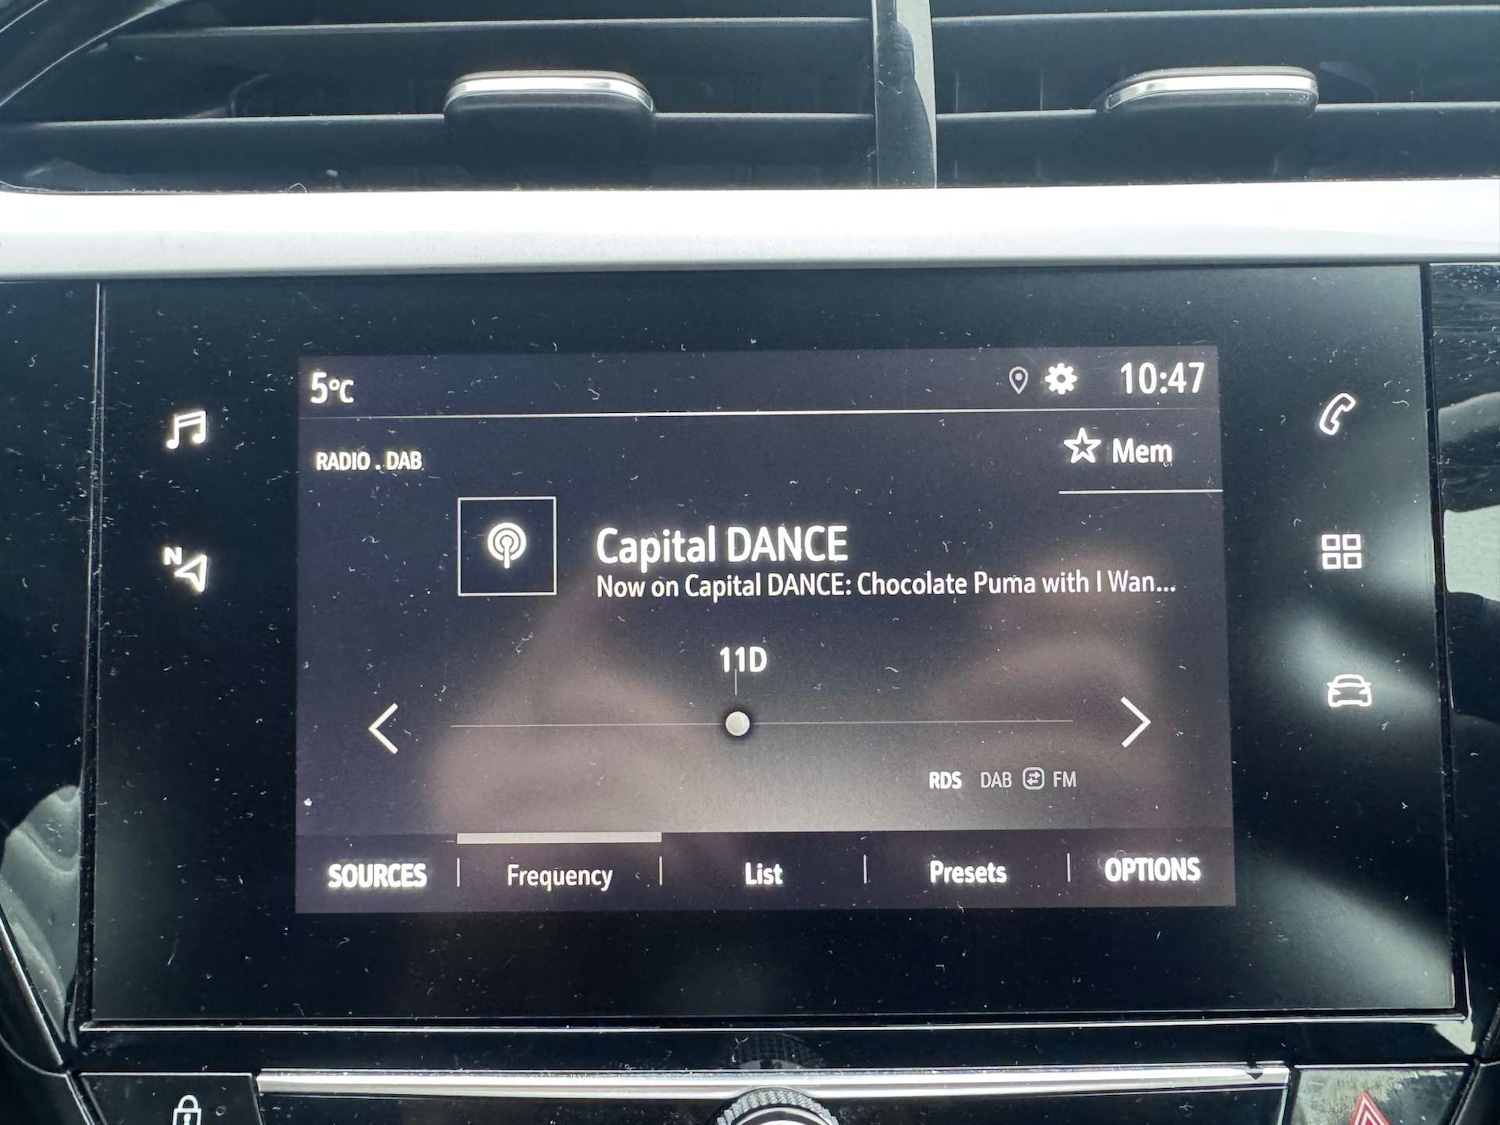 5°C
10:47
RADIO . DAB
Mem
Capital DANCE
Now on Capital DANCE: Chocolate Puma with I Wan...
N
11D
RDS DAB FM
SOURCES
Frequency
List
Presets
OPTIONS